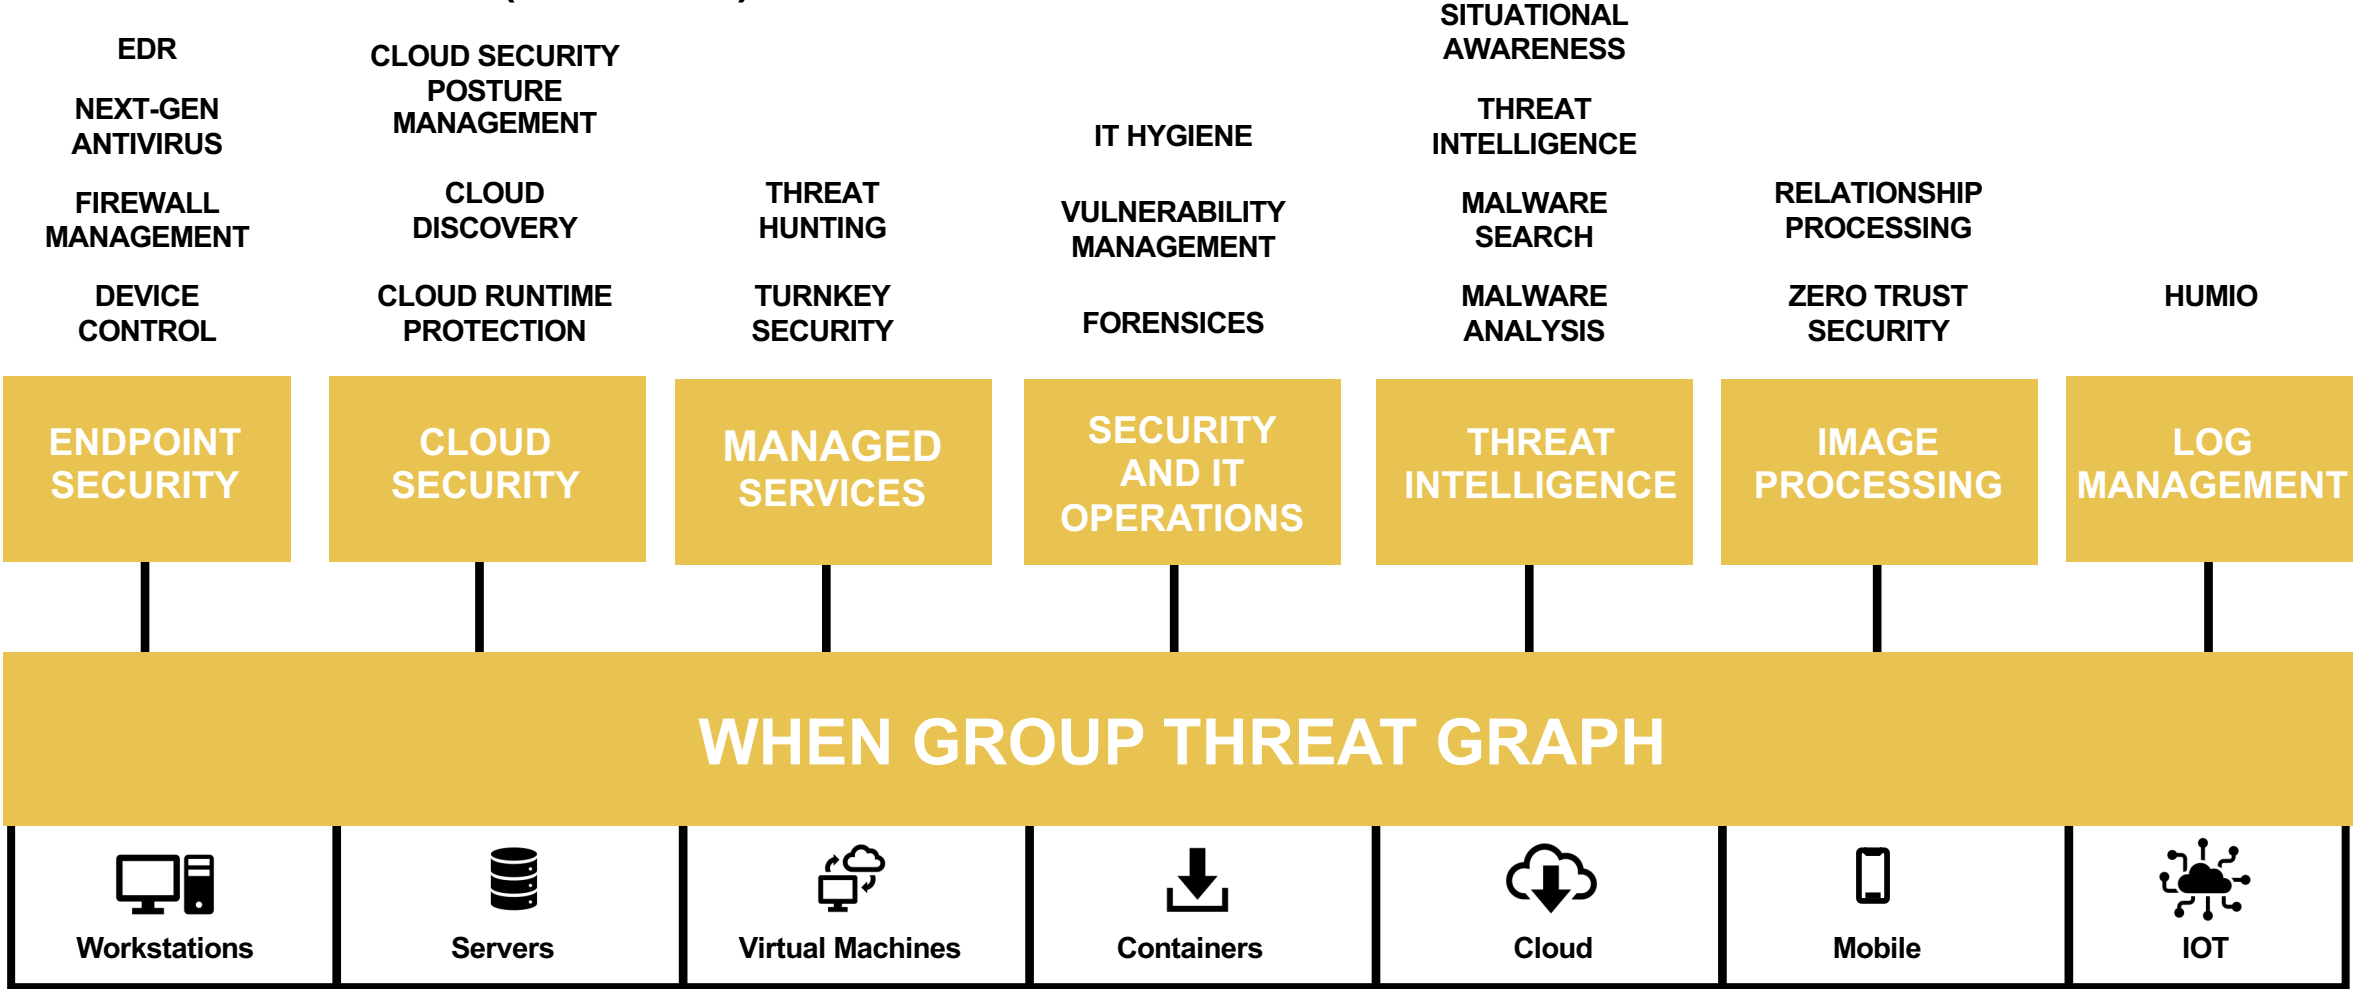 EDR
NEXT-GEN
ANTIVIRUS
FIREWALL
MANAGEMENT
DEVICE
CONTROL
CLOUD SECURITY
POSTURE
MANAGEMENT
CLOUD
DISCOVERY
CLOUD RUNTIME
PROTECTION
THREAT
HUNTING
TURNKEY
SECURITY
IT HYGIENE
VULNERABILITY
MANAGEMENT
FORENSICES
SITUATIONAL
AWARENESS
THREAT
INTELLIGENCE
MALWARE
SEARCH
MALWARE
ANALYSIS
RELATIONSHIP
PROCESSING
ZERO TRUST
SECURITY
HUMIO
ENDPOINT
SECURITY
CLOUD
SECURITY
MANAGED
SERVICES
SECURITY
AND IT
OPERATIONS
THREAT
INTELLIGENCE
IMAGE
PROCESSING
LOG
MANAGEMENT
WHEN GROUP THREAT GRAPH
Workstations
Servers
Virtual Machines
Containers
Cloud
Mobile
IOT